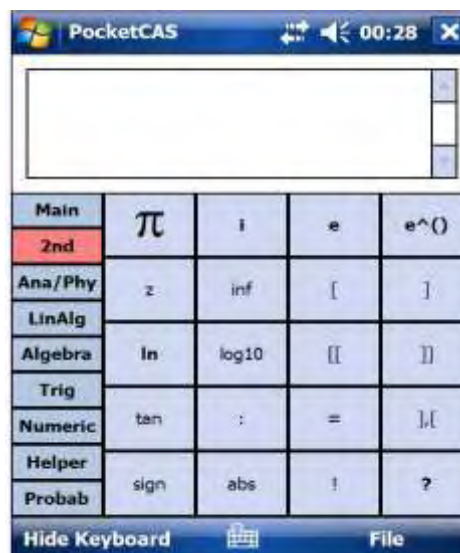 PocketCAS 00:28
Main
2nd
Ana/Phy
LinAlg
Algebra
Trig
Numeric
Helper
Probab
π i e e^()
z inf [ ]
ln log10 [[ ]]
tan : = ],[
sign abs ! ?
Hide Keyboard File